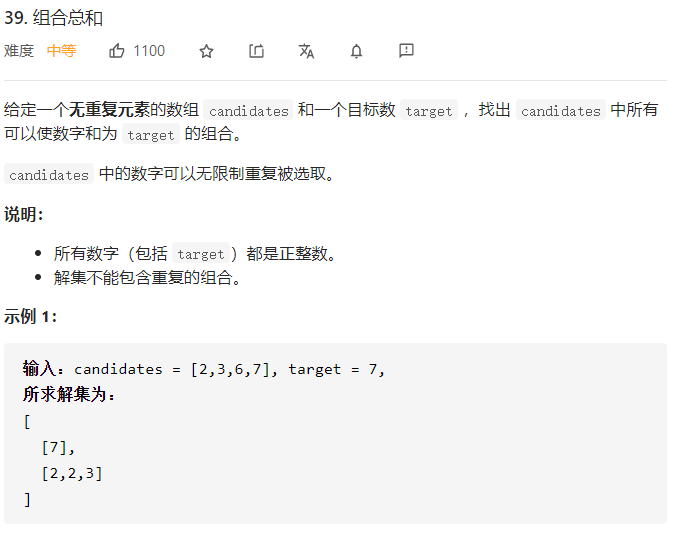 39. 组合总和
难度 中等 1100
给定一个无重复元素的数组 candidates 和一个目标数 target ，找出 candidates 中所有
可以使数字和为 target 的组合。
candidates 中的数字可以无限制重复被选取。
说明：
所有数字（包括 target）都是正整数。
解集不能包含重复的组合。
示例 1：
输入：candidates = [2,3,6,7], target = 7,
所求解集为：
[
[7],
[2,2,3]
]